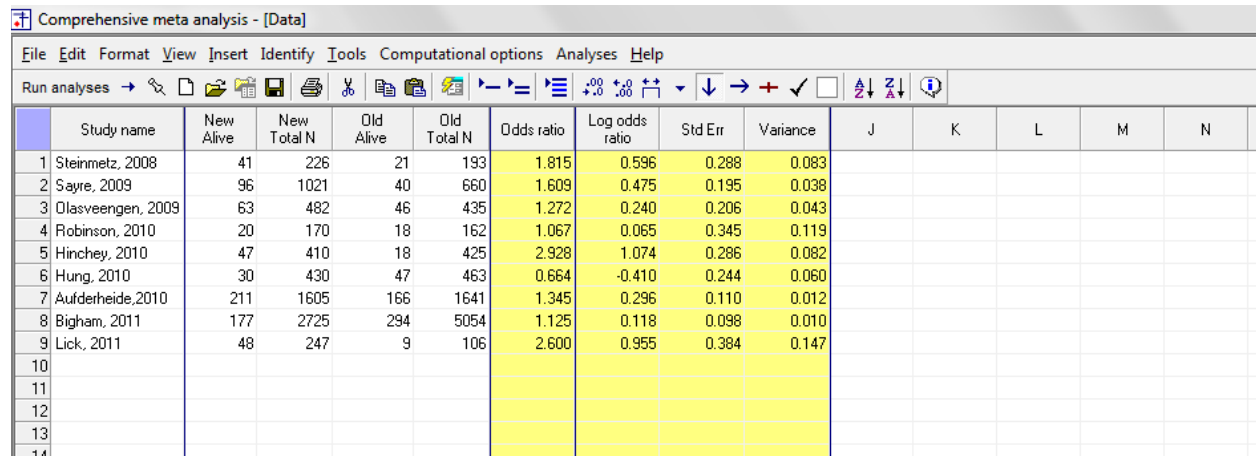 Comprehensive meta analysis - [Data]
File Edit Format View Insert Identify Tools Computational options Analyses Help
Run analyses
Study name New Alive New Total N Old Alive Old Total N Odds ratio Log odds ratio Std Err Variance J K L M N
1 Steinmetz, 2008 41 226 21 193 1.815 0.596 0.288 0.083
2 Sayre, 2009 96 1021 40 660 1.609 0.475 0.195 0.038
3 Olasveengen, 2009 63 482 46 435 1.272 0.240 0.206 0.043
4 Robinson, 2010 20 170 18 162 1.067 0.065 0.345 0.119
5 Hinchey, 2010 47 410 18 425 2.928 1.074 0.286 0.082
6 Hung, 2010 30 430 47 463 0.664 -0.410 0.244 0.060
7 Aufderheide,2010 211 1605 166 1641 1.345 0.296 0.110 0.012
8 Bigham, 2011 177 2725 294 5054 1.125 0.118 0.098 0.010
9 Lick, 2011 48 247 9 106 2.600 0.955 0.384 0.147
10
11
12
13
14